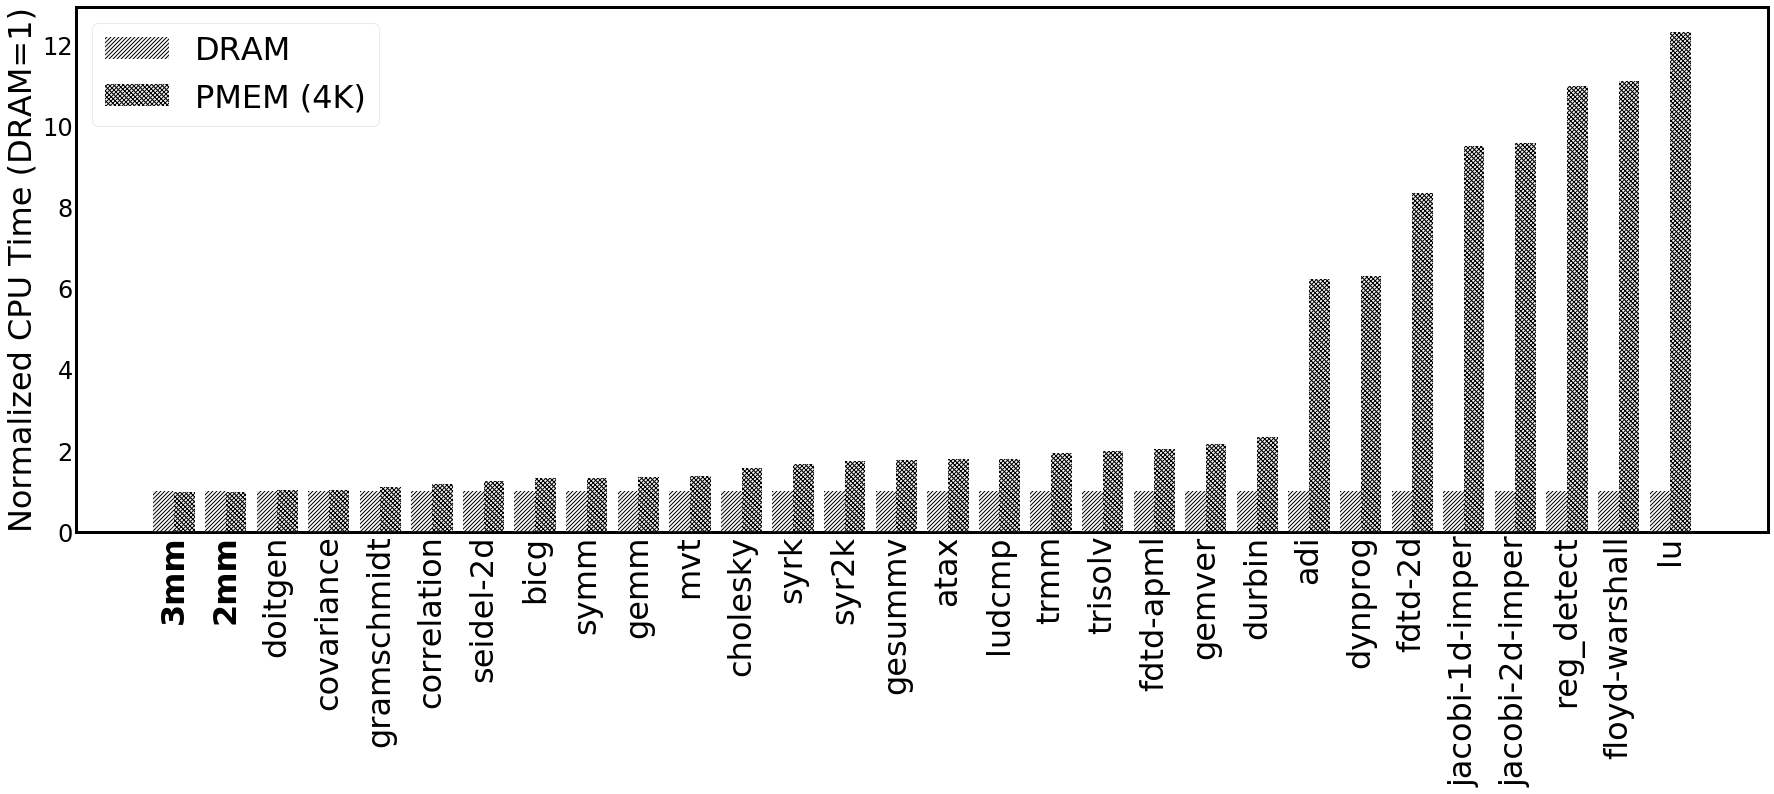 Normalized CPU Time (DRAM=1)
12
10
8
6
4
2
0
DRAM
PMEM (4K)
3mm
2mm
doitgen
covariance
gramschmidt
correlation
seidel-2d
bicg
symm
gemm
mvt
cholesky
syrk
syr2k
gesummv
atax
ludcmp
trmm
trisolv
fdtd-apml
gemver
durbin
adi
dynprog
fdtd-2d
jacobi-1d-imper
jacobi-2d-imper
reg_detect
floyd-warshall
lu